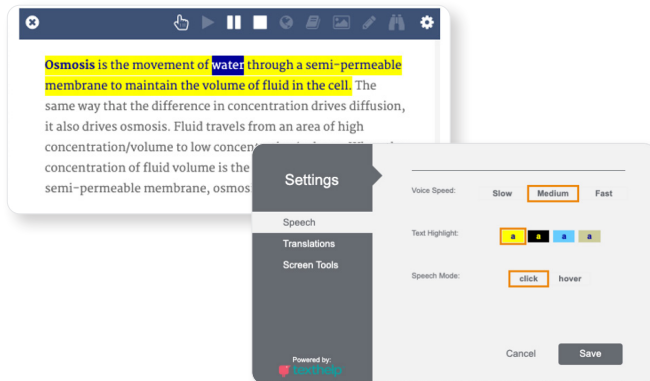 Osmosis is the movement of water through a semi-permeable
membrane to maintain the volume of fluid in the cell. The
same way that the difference in concentration drives diffusion,
it also drives osmosis. Fluid travels from an area of high
concentration/volume to low
concentration of fluid volume is the
semi-permeable membrane,
Settings
Speech
Translations
Screen Tools
Powered by:
texthelp
Voice Speed:
Slow Medium Fast
Text Highlight:
a a a a
Speech Mode:
click hover
Cancel Save